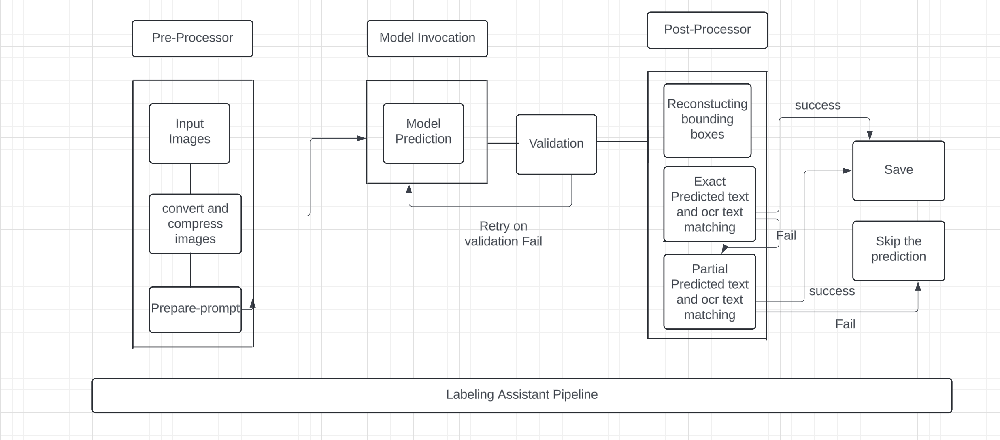 Pre-Processor
Model Invocation
Post-Processor
Input
Images
convert and
compress
images
Prepare-prompt
Model
Prediction
Validation
Retry on
validation Fail
Reconstucting
bounding
boxes
Exact
Predicted text
and ocr text
matching
Partial
Predicted text
and ocr text
matching
success
Fail
success
Fail
Save
Skip the
prediction
Labeling Assistant Pipeline